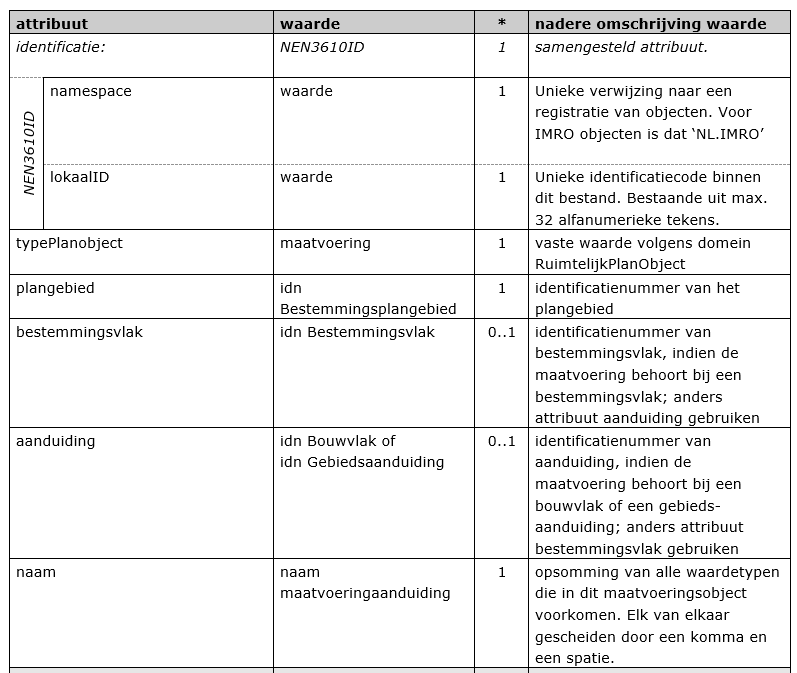 attribuut waarde * nadere omschrijving waarde
identificatie: NEN3610ID 1 samengesteld attribuut.
NEN3610ID
namespace waarde 1 Unieke verwijzing naar een
registratie van objecten. Voor
IMRO objecten is dat ‘NL.IMRO’
lokaalID waarde 1 Unieke identificatiecode binnen
dit bestand. Bestaande uit max.
32 alfanumerieke tekens.
typePlanobject maatvoering 1 vaste waarde volgens domein
RuimtelijkPlanObject
plangebied idn 1 identificatienummer van het
Bestemmingsplangebied plangebied
bestemmingsvlak idn Bestemmingsvlak 0..1 identificatienummer van
bestemmingsvlak, indien de
maatvoering behoort bij een
bestemmingsvlak; anders
attribuut aanduiding gebruiken
aanduiding idn Bouwvlak of 0..1 identificatienummer van
idn Gebiedsaanduiding aanduiding, indien de
maatvoering behoort bij een
bouwvlak of een gebieds-
aanduiding; anders attribuut
bestemmingsvlak gebruiken
naam naam 1 opsomming van alle waardetypen
maatvoeringaanduiding die in dit maatvoeringsobject
voorkomen. Elk van elkaar
gescheiden door een komma en
een spatie.